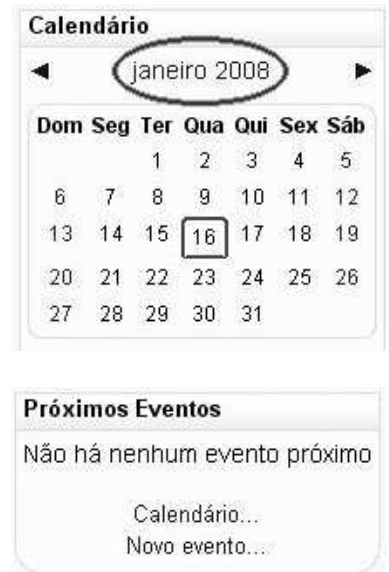 Calendário
◄ janeiro 2008 ►
Dom Seg Ter Qua Qui Sex Sáb
1 2 3 4 5
6 7 8 9 10 11 12
13 14 15 16 17 18 19
20 21 22 23 24 25 26
27 28 29 30 31
Próximos Eventos
Não há nenhum evento próximo
Calendário...
Novo evento...